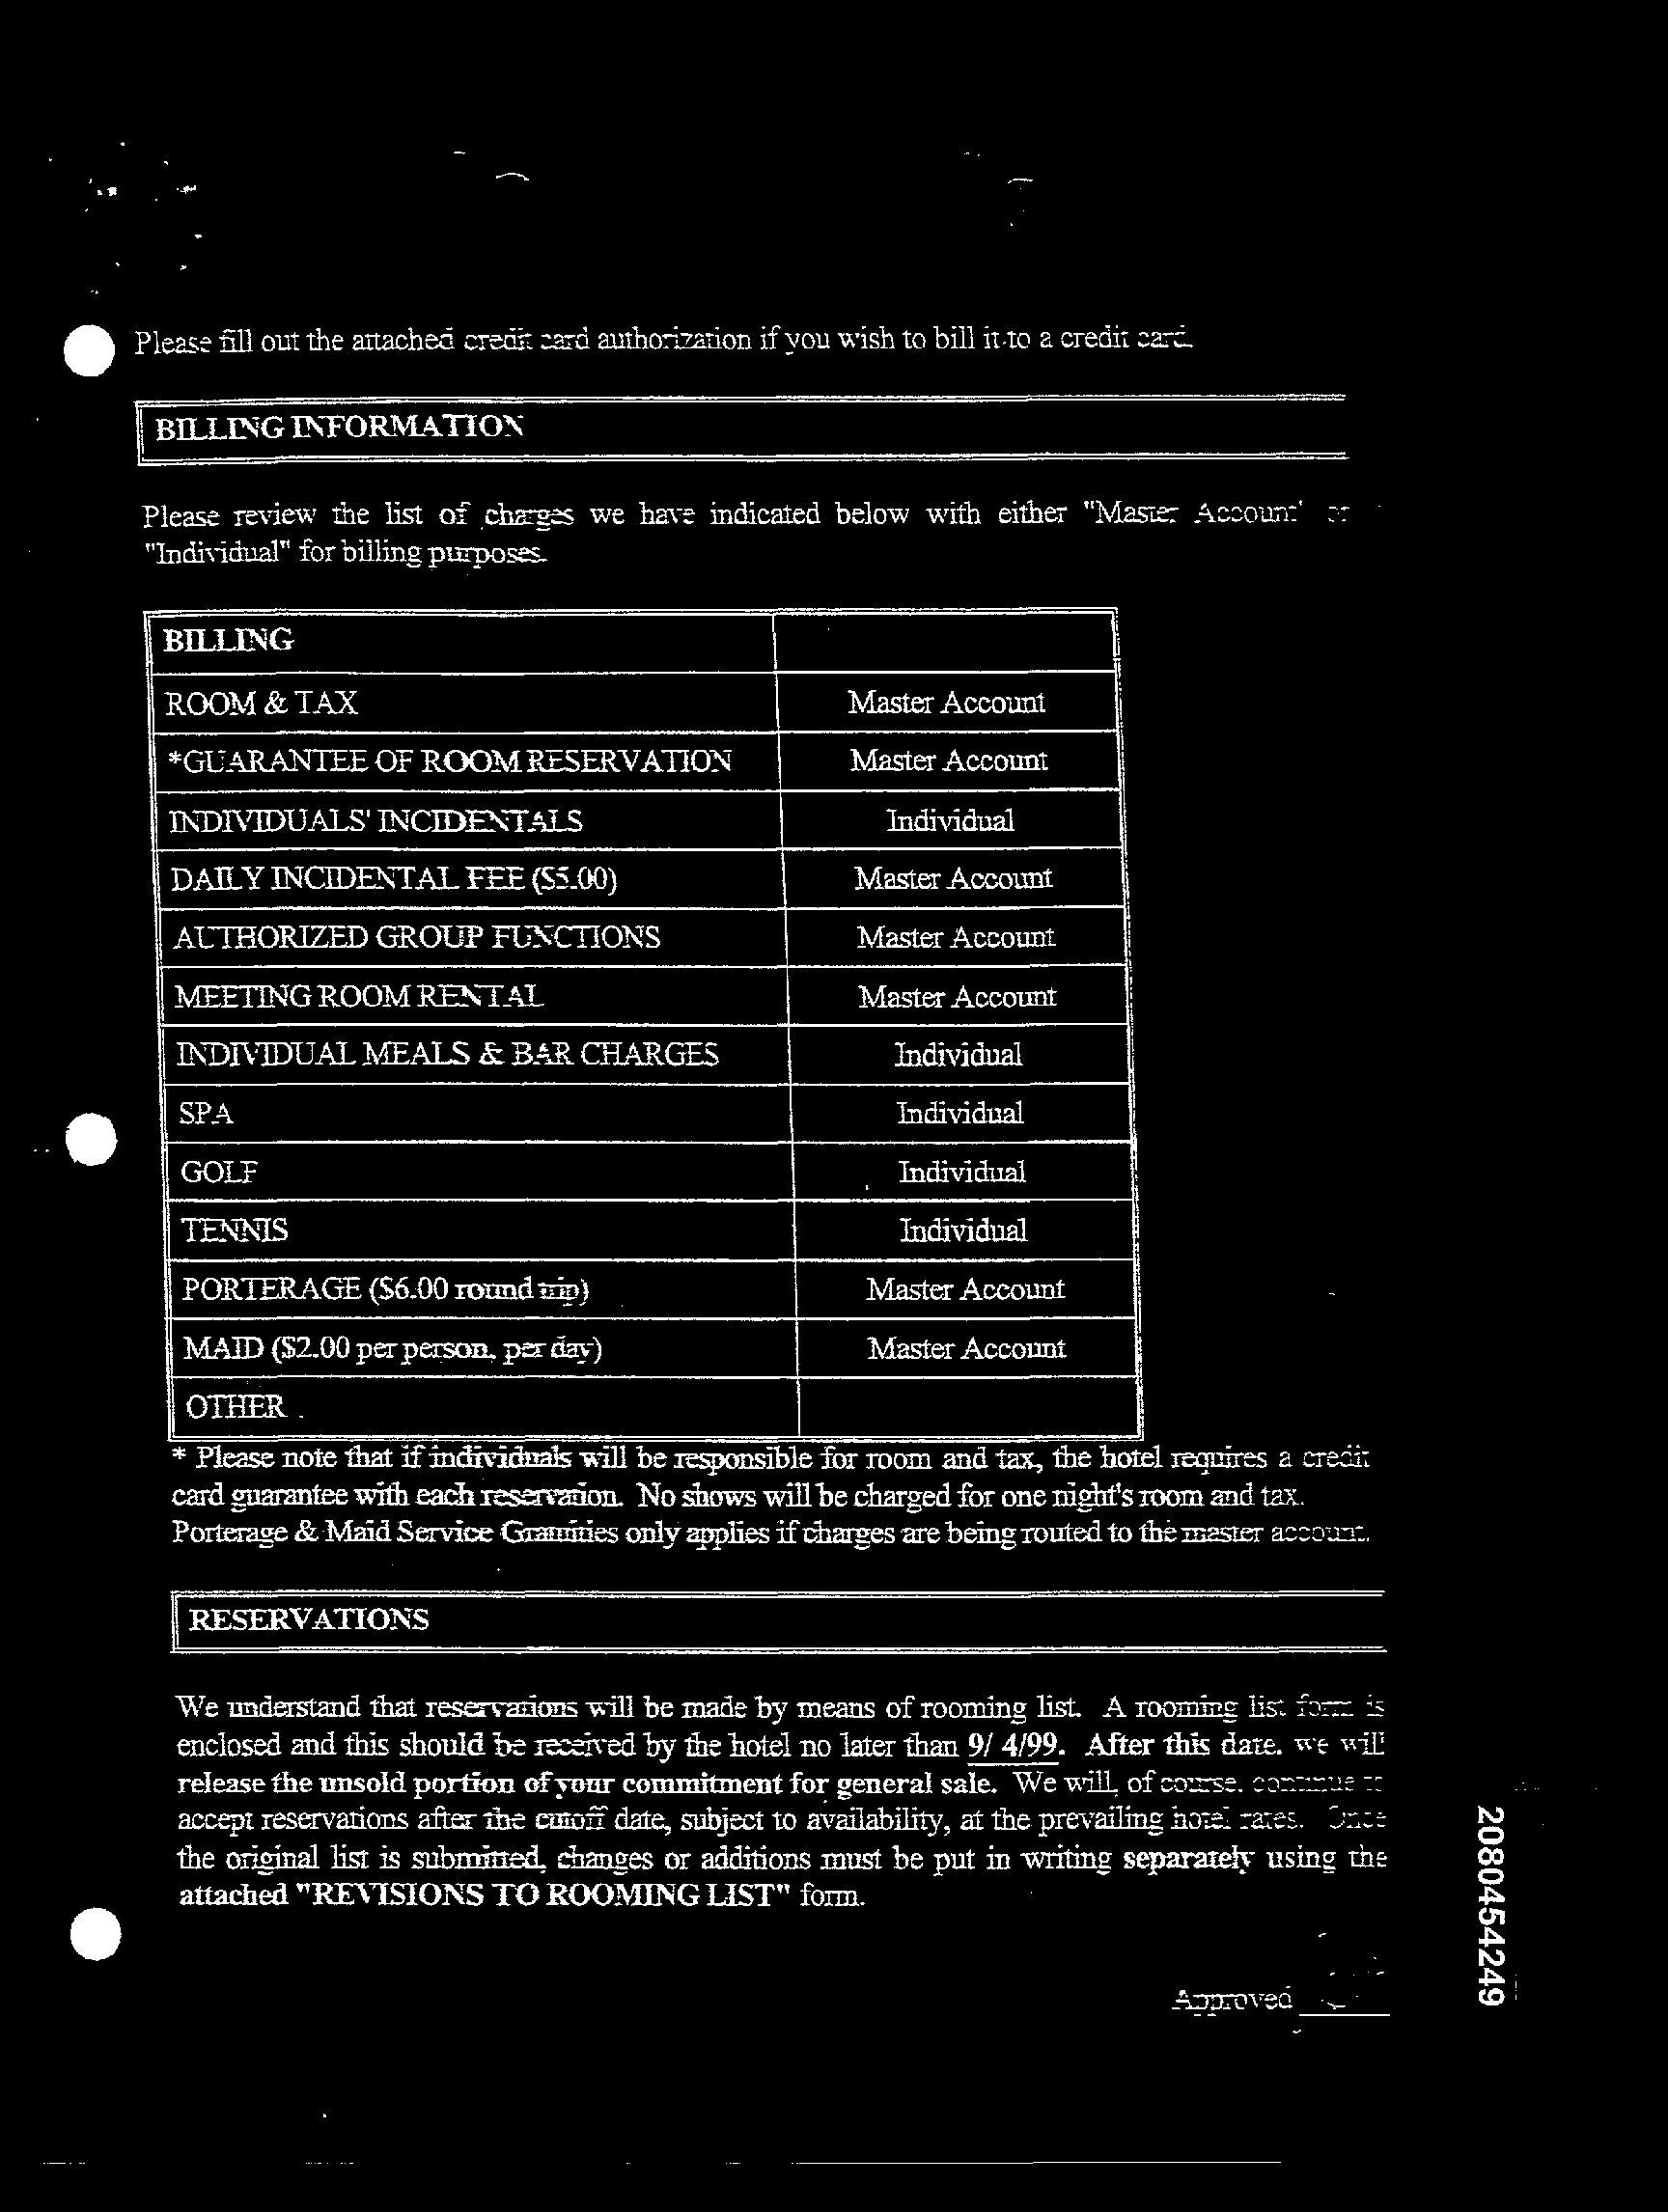 Please fill out the attached credit card authorization if you wish to bill it to a credit card.
BILLING INFORMATION
Please review the list of charges we have indicated below with either "Master Account" or
"Individual" for billing purposes.
BILLING
ROOM & TAX Master Account
*GUARANTEE OF ROOM RESERVATION Master Account
INDIVIDUALS' INCIDENTALS Individual
DAILY INCIDENTAL FEE ($5.00) Master Account
AUTHORIZED GROUP FUNCTIONS Master Account
MEETING ROOM RENTAL Master Account
INDIVIDUAL MEALS & BAR CHARGES Individual
SPA Individual
GOLF Individual
TENNIS Individual
PORTERAGE ($6.00 round trip) Master Account
MAID ($2.00 per person, per day) Master Account
OTHER
* Please note that if individuals will be responsible for room and tax, the hotel requires a credit
card guarantee with each reservation. No shows will be charged for one night's room and tax.
Porterage & Maid Service Gratuities only applies if charges are being routed to the master account.
RESERVATIONS
We understand that reservations will be made by means of rooming list. A rooming list form is
enclosed and this should be received by the hotel no later than 9/ 4/99. After this date, we will
release the unsold portion of your commitment for general sale. We will, of course, continue to
accept reservations after the cutoff date, subject to availability, at the prevailing hotel rates. Once
the original list is submitted, changes or additions must be put in writing separately using the
attached "REVISIONS TO ROOMING LIST" form.
Approved
2080454249